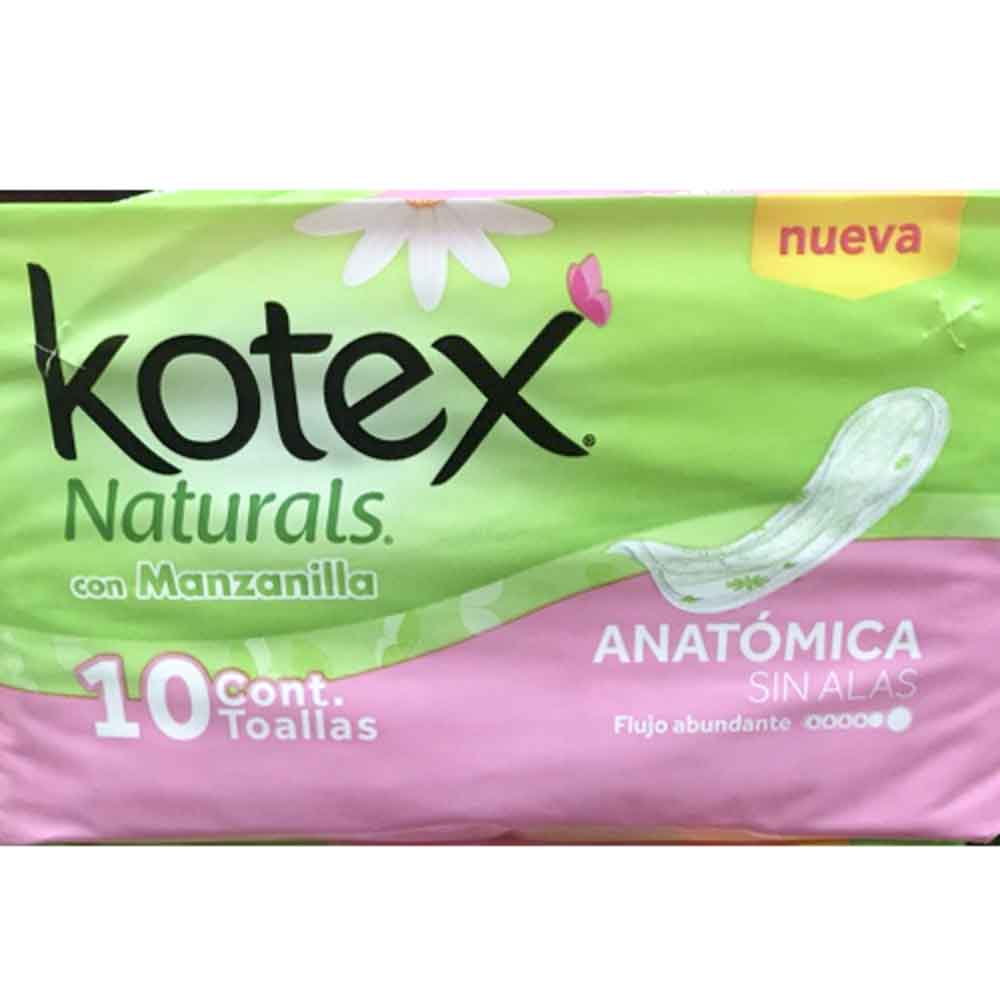 nueva
kotex®
Naturals®
con Manzanilla
10 Cont.
Toallas
ANATÓMICA
SIN ALAS
Flujo abundante